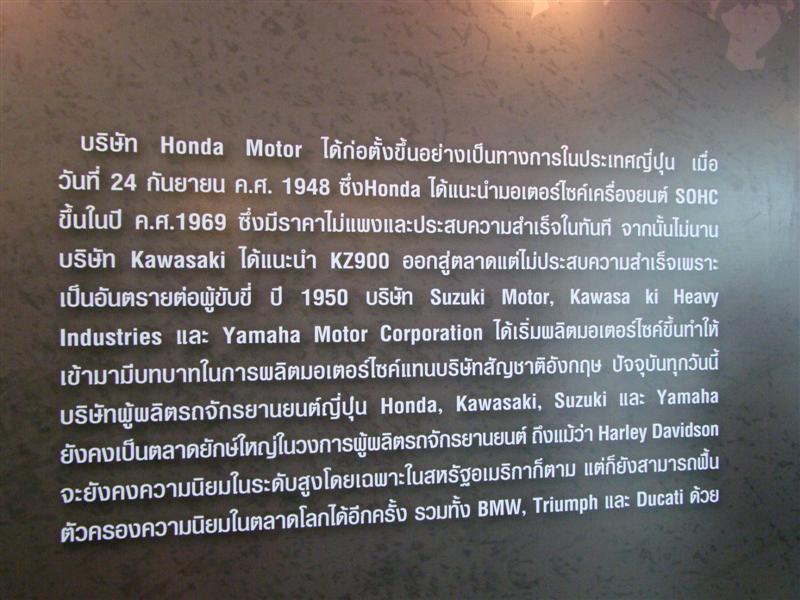 บริษัท Honda Motor ได้ก่อตั้งขึ้นอย่างเป็นทางการในประเทศญี่ปุน เมื่อ
วันที่ 24 กันยายน ค.ศ. 1948 ซึ่งHonda ได้แนะนำมอเตอร์ไซค์เครื่องยนต์ SOHC
ขึ้นในปี ค.ศ.1969 ซึ่งมีราคาไม่แพงและประสบความสำเร็จในทันที จากนั้นไม่นาน
บริษัท Kawasaki ได้แนะนำ KZ900 ออกสู่ตลาดแต่ไม่ประสบความสำเร็จเพราะ
เป็นอันตรายต่อผู้ขับขี่ ปี 1950 บริษัท Suzuki Motor, Kawasa ki Heavy
Industries และ Yamaha Motor Corporation ได้เริ่มพลิตมอเตอร์ไซค์ขึ้นทำให้
เข้ามามีบทบาทในการพลิตมอเตอร์ไซค์แทนบริษัทสัญชาติอังกฤษ ปัจจุบันทุกวันนี้
บริษัทผู้พลิตรถจักรยานยนต์ญี่ปุน Honda, Kawasaki, Suzuki และ Yamaha
ยังคงเป็นตลาดยักษ์ใหญ่ในวงการผู้พลิตรถจักรยานยนต์ ถึงแม้ว่า Harley Davidson
จะยังคงความนิยมในระดับสูงโดยเฉพาะในสหรัฐอเมริกาก็ตาม แต่ก็ยังสามารถฟื้น
ตัวครองความนิยมในตลาดโลกได้อีกครั้ง รวมทั้ง BMW, Triumph และ Ducati ด้วย